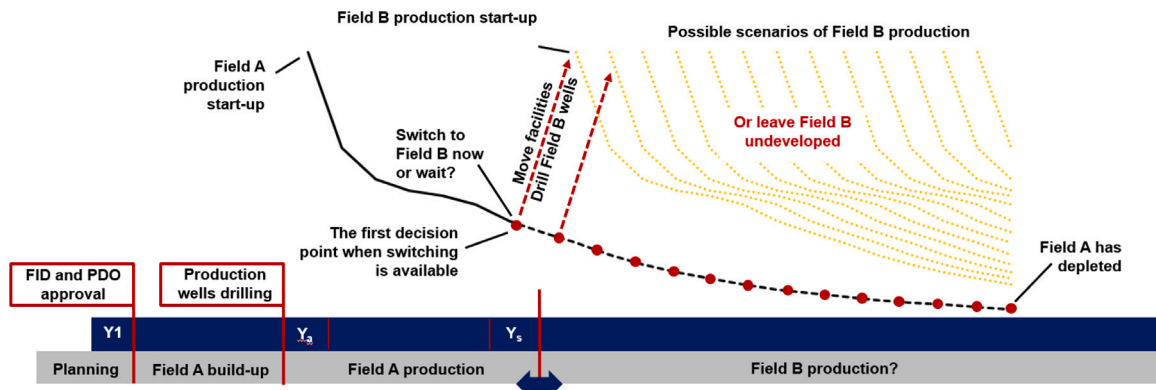 Field B production start-up
Possible scenarios of Field B production
Field A
production
start-up
Move facilities
Drill Field B wells
Or leave Field B
undeveloped
Switch to
Field B now
or wait?
The first decision
point when switching
is available
Field A has
depleted
FID and PDO
approval
Production
wells drilling
Y1
Ya
Ys
Planning
Field A build-up
Field A production
Field B production?